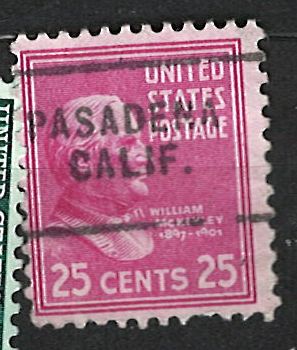 UNITED
STATES
POSTAGE
PASADENA
CALIF.
WILLIAM
McKINLEY
1897-1901
25 CENTS 25